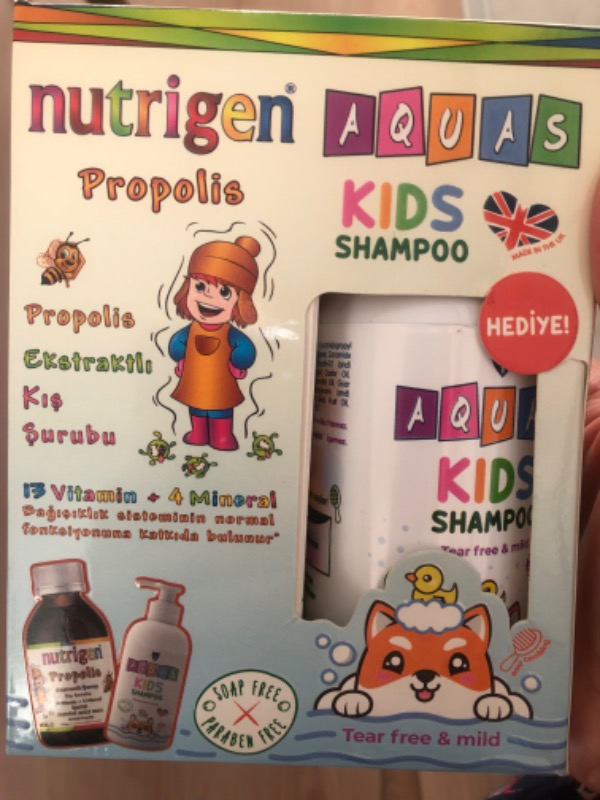 nutrigen®
Propolis
AQUAS
KIDS
SHAMPOO
MADE IN THE UK
HEDİYE!
Propolis
Ekstraktlı
Kış
Şurubu
13 Vitamin + 4 Mineral
Bağışıklık sisteminin normal
fonksiyonuna katkıda bulunur*
AQUA
KIDS
SHAMPOO
Tear free & mild
nutrigen
Propolis
AQUAS
KIDS
SHAMPOO
SOAP FREE
PARABEN FREE
Tear free & mild